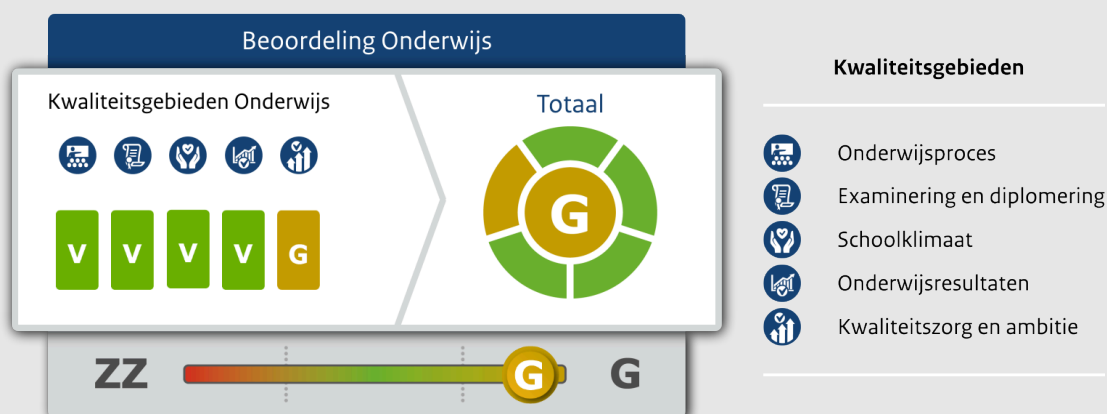 Beoordeling Onderwijs
Kwaliteitsgebieden Onderwijs
Totaal
V V V V G
G
ZZ G G
Kwaliteitsgebieden
Onderwijsproces
Examinering en diplomering
Schoolklimaat
Onderwijsresultaten
Kwaliteitszorg en ambitie